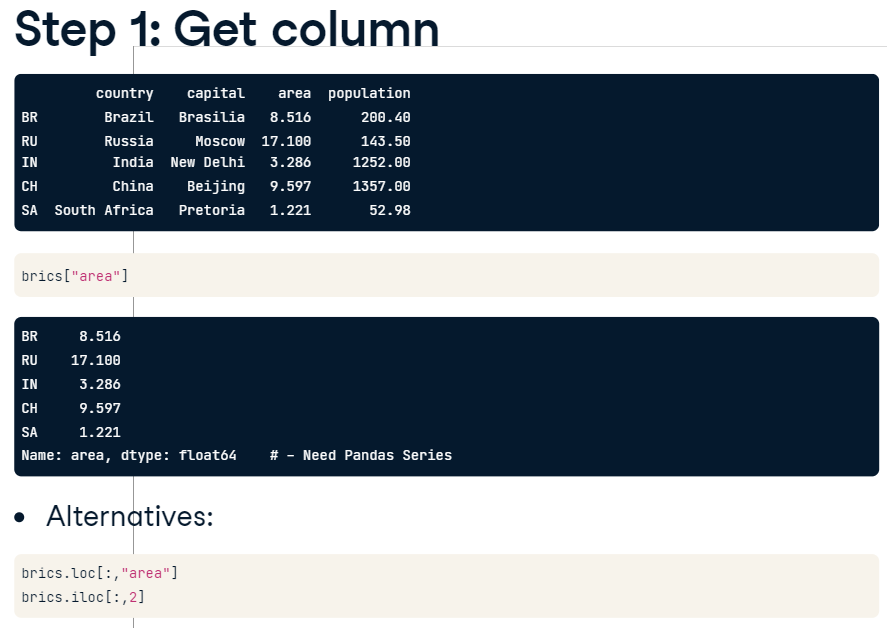 Step 1: Get column
         country    capital    area  population
BR        Brazil   Brasilia   8.516      200.40
RU        Russia     Moscow  17.100      143.50
IN         India  New Delhi   3.286     1252.00
CH         China    Beijing   9.597     1357.00
SA  South Africa   Pretoria   1.221       52.98
brics["area"]
BR     8.516
RU    17.100
IN     3.286
CH     9.597
SA     1.221
Name: area, dtype: float64    # - Need Pandas Series
• Alternatives:
brics.loc[:,"area"]
brics.iloc[:,2]